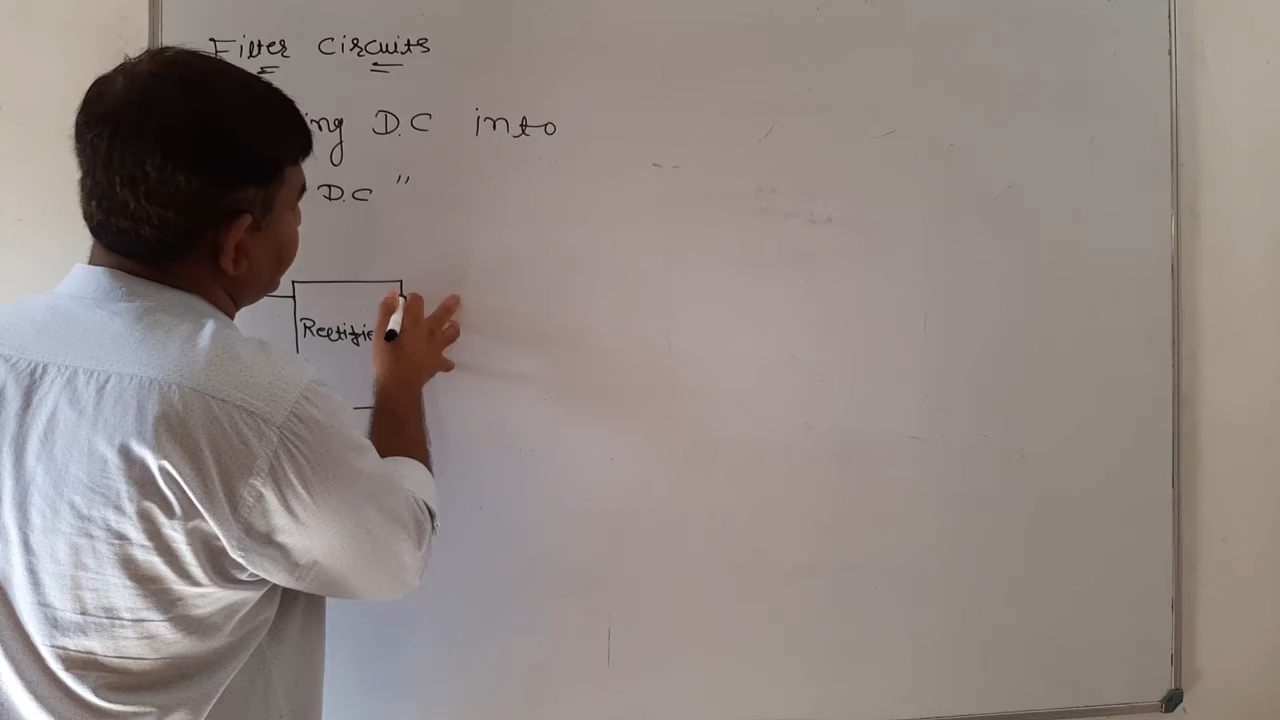 Filter circuits
ing D.C into
D.C "
Rectifie